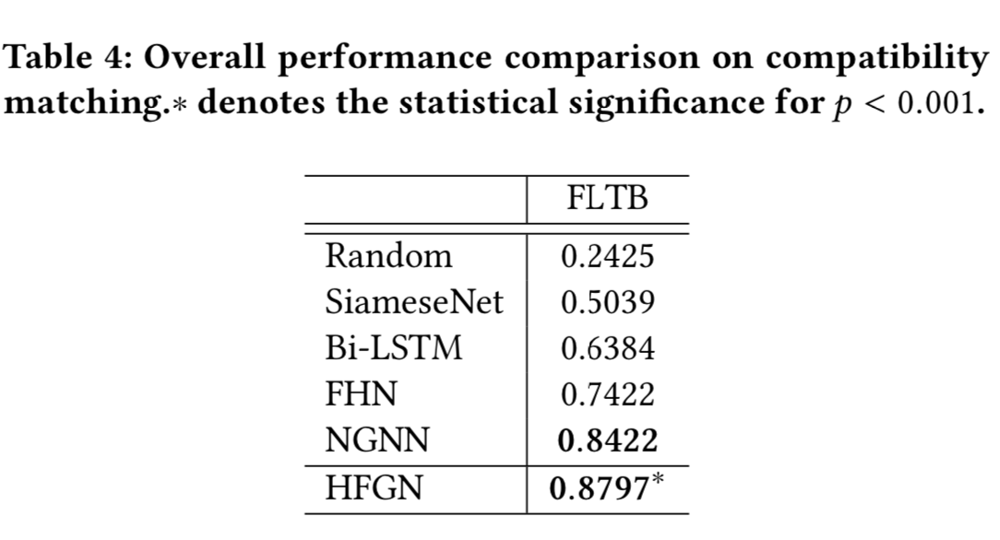 Table 4: Overall performance comparison on compatibility
matching.∗ denotes the statistical significance for p < 0.001.
FLTB
Random 0.2425
SiameseNet 0.5039
Bi-LSTM 0.6384
FHN 0.7422
NGNN 0.8422
HFGN 0.8797*